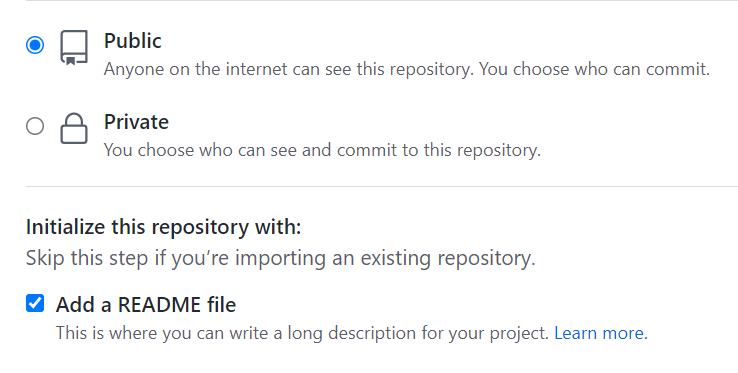 Public
Anyone on the internet can see this repository. You choose who can commit.
Private
You choose who can see and commit to this repository.
Initialize this repository with:
Skip this step if you’re importing an existing repository.
Add a README file
This is where you can write a long description for your project. Learn more.